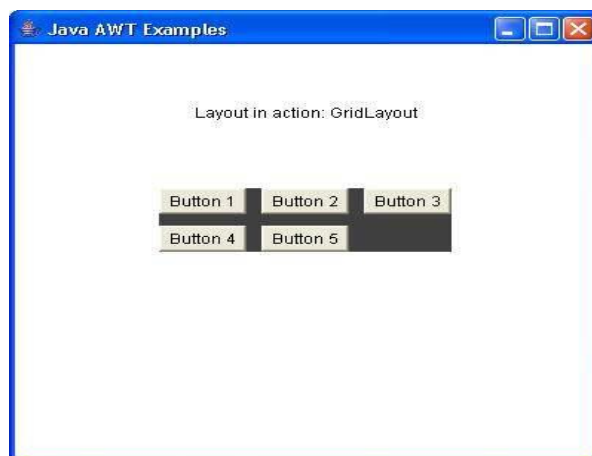 Java AWT Examples
Layout in action: GridLayout
Button 1 Button 2 Button 3
Button 4 Button 5